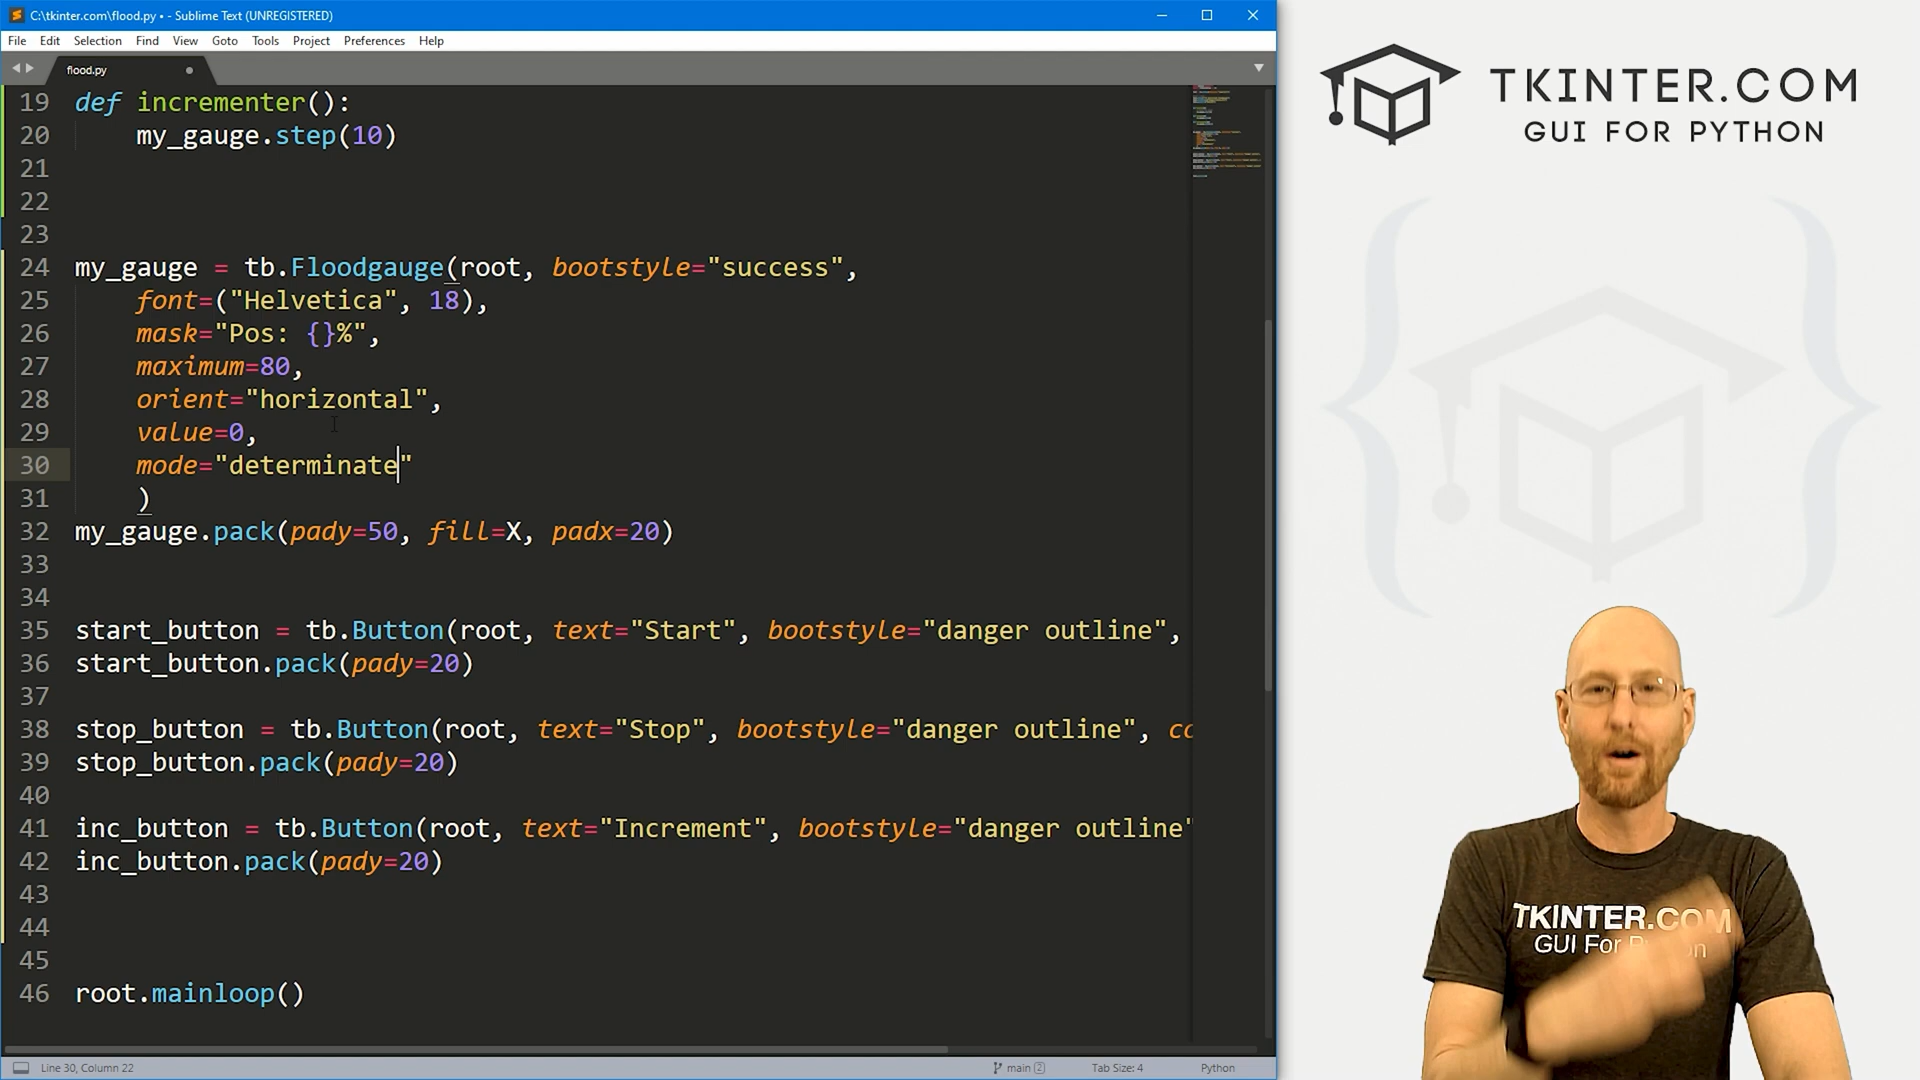 C:\tkinter.com\flood.py • - Sublime Text (UNREGISTERED)
File Edit Selection Find View Goto Tools Project Preferences Help
flood.py
19 def incrementer():
20 my_gauge.step(10)
21
22
23
24 my_gauge = tb.Floodgauge(root, bootstyle="success",
25 font=("Helvetica", 18),
26 mask="Pos: {}%",
27 maximum=80,
28 orient="horizontal",
29 value=0,
30 mode="determinate"
31 )
32 my_gauge.pack(pady=50, fill=X, padx=20)
33
34
35 start_button = tb.Button(root, text="Start", bootstyle="danger outline",
36 start_button.pack(pady=20)
37
38 stop_button = tb.Button(root, text="Stop", bootstyle="danger outline", co
39 stop_button.pack(pady=20)
40
41 inc_button = tb.Button(root, text="Increment", bootstyle="danger outline"
42 inc_button.pack(pady=20)
43
44
45
46 root.mainloop()
Line 30, Column 22
main 2
Tab Size: 4
Python
TKINTER.COM
GUI FOR PYTHON
TKINTER.COM
GUI For Python